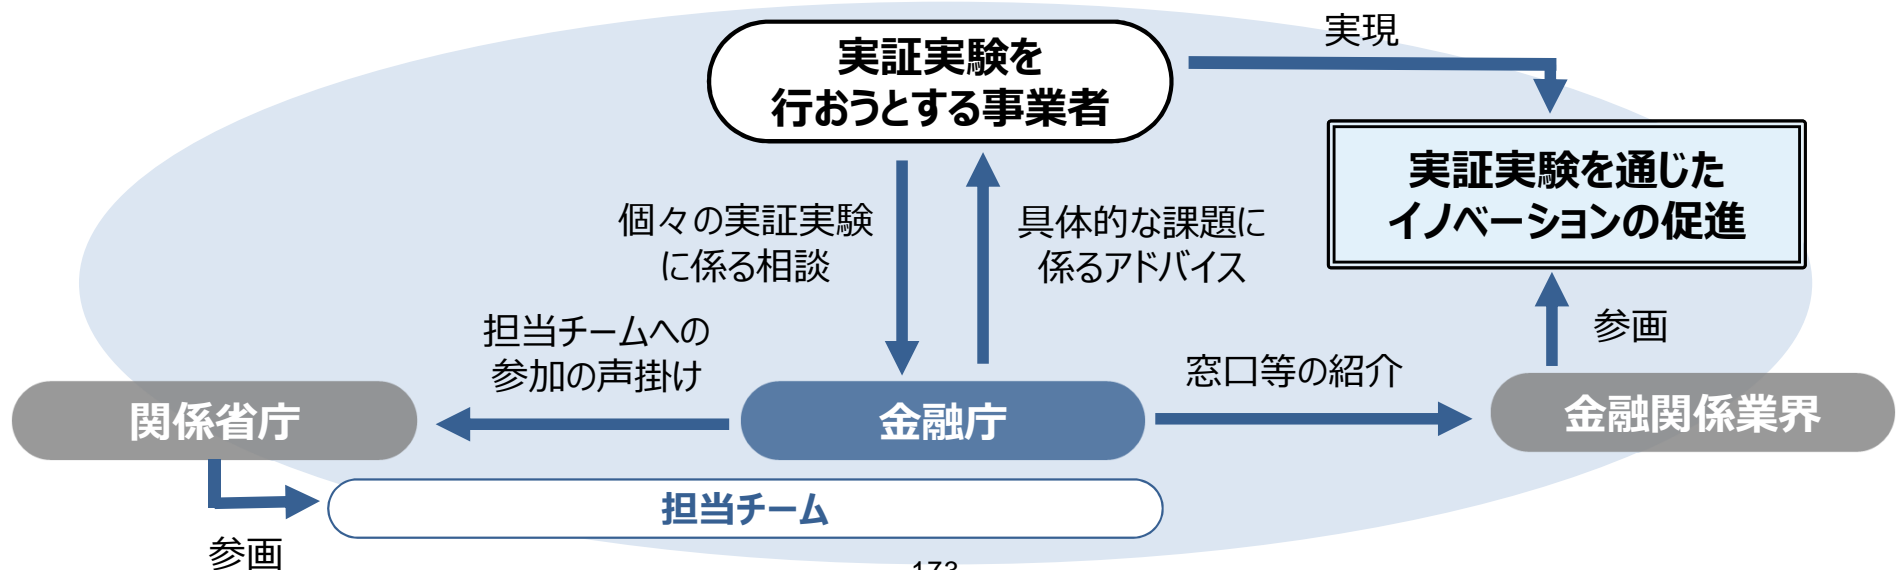 実現
実証実験を
行おうとする事業者
実証実験を通じた
イノベーションの促進
個々の実証実験
に係る相談
具体的な課題に
係るアドバイス
担当チームへの
参加の声掛け
窓口等の紹介
参画
関係省庁
金融庁
金融関係業界
担当チーム
参画
173